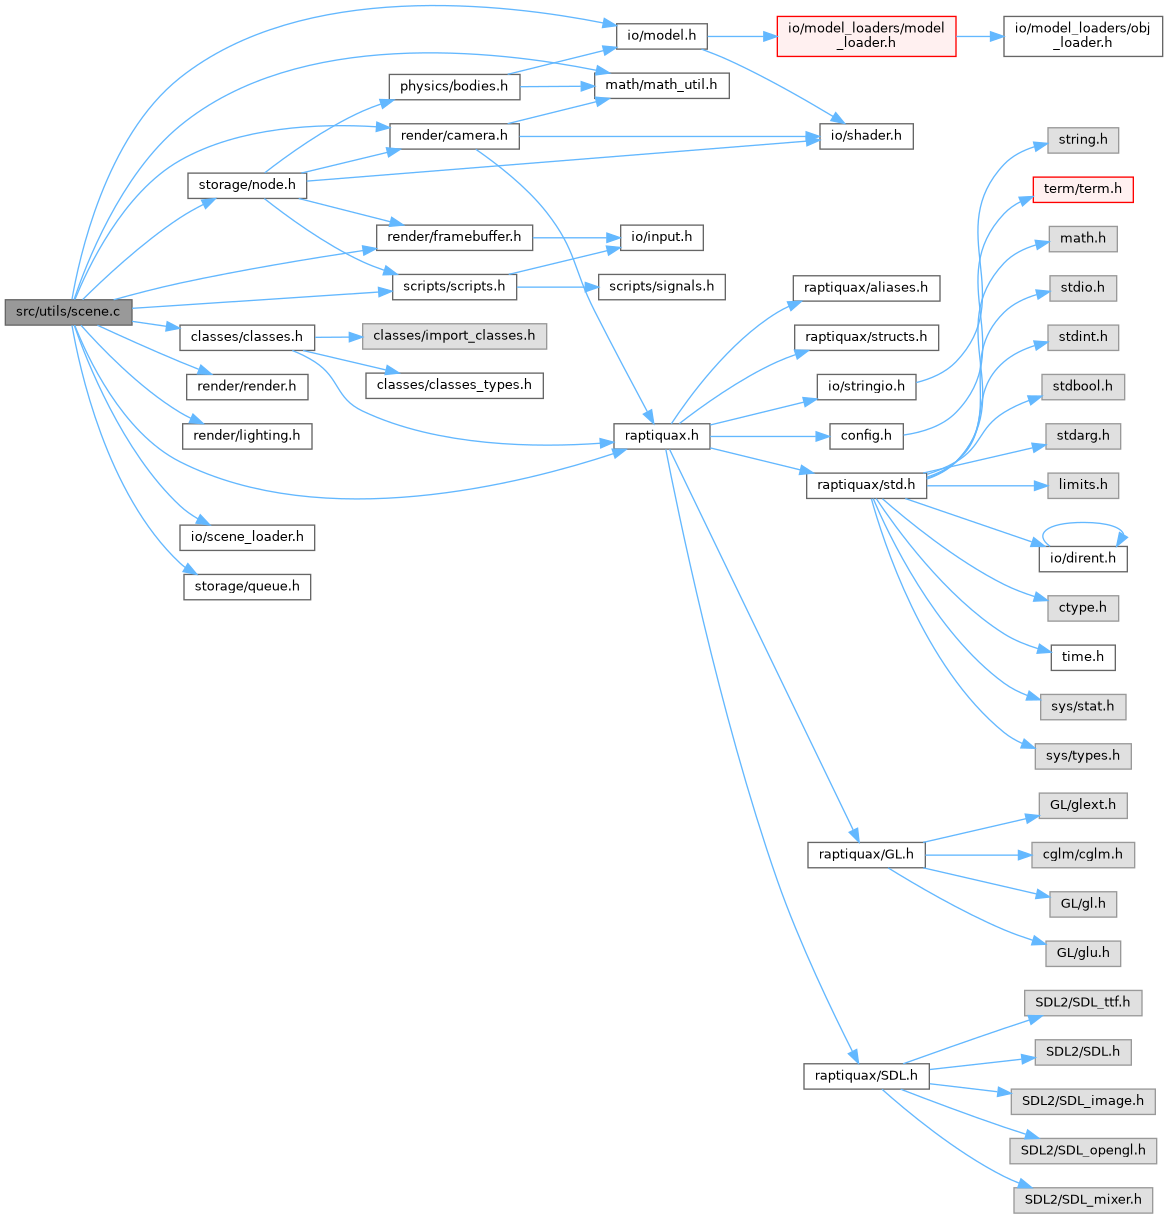 io/model.h
io/model_loaders/model
_loader.h
io/model_loaders/obj
_loader.h
physics/bodies.h
math/math_util.h
render/camera.h
io/shader.h
string.h
storage/node.h
term/term.h
render/framebuffer.h
io/input.h
math.h
scripts/scripts.h
scripts/signals.h
raptiquax/aliases.h
stdio.h
src/utils/scene.c
classes/classes.h
classes/import_classes.h
raptiquax/structs.h
stdint.h
render/render.h
classes/classes_types.h
io/stringio.h
stdbool.h
render/lighting.h
raptiquax.h
config.h
stdarg.h
raptiquax/std.h
limits.h
io/scene_loader.h
io/dirent.h
storage/queue.h
ctype.h
time.h
sys/stat.h
sys/types.h
GL/glext.h
raptiquax/GL.h
cglm/cglm.h
GL/gl.h
GL/glu.h
SDL2/SDL_ttf.h
SDL2/SDL.h
raptiquax/SDL.h
SDL2/SDL_image.h
SDL2/SDL_opengl.h
SDL2/SDL_mixer.h